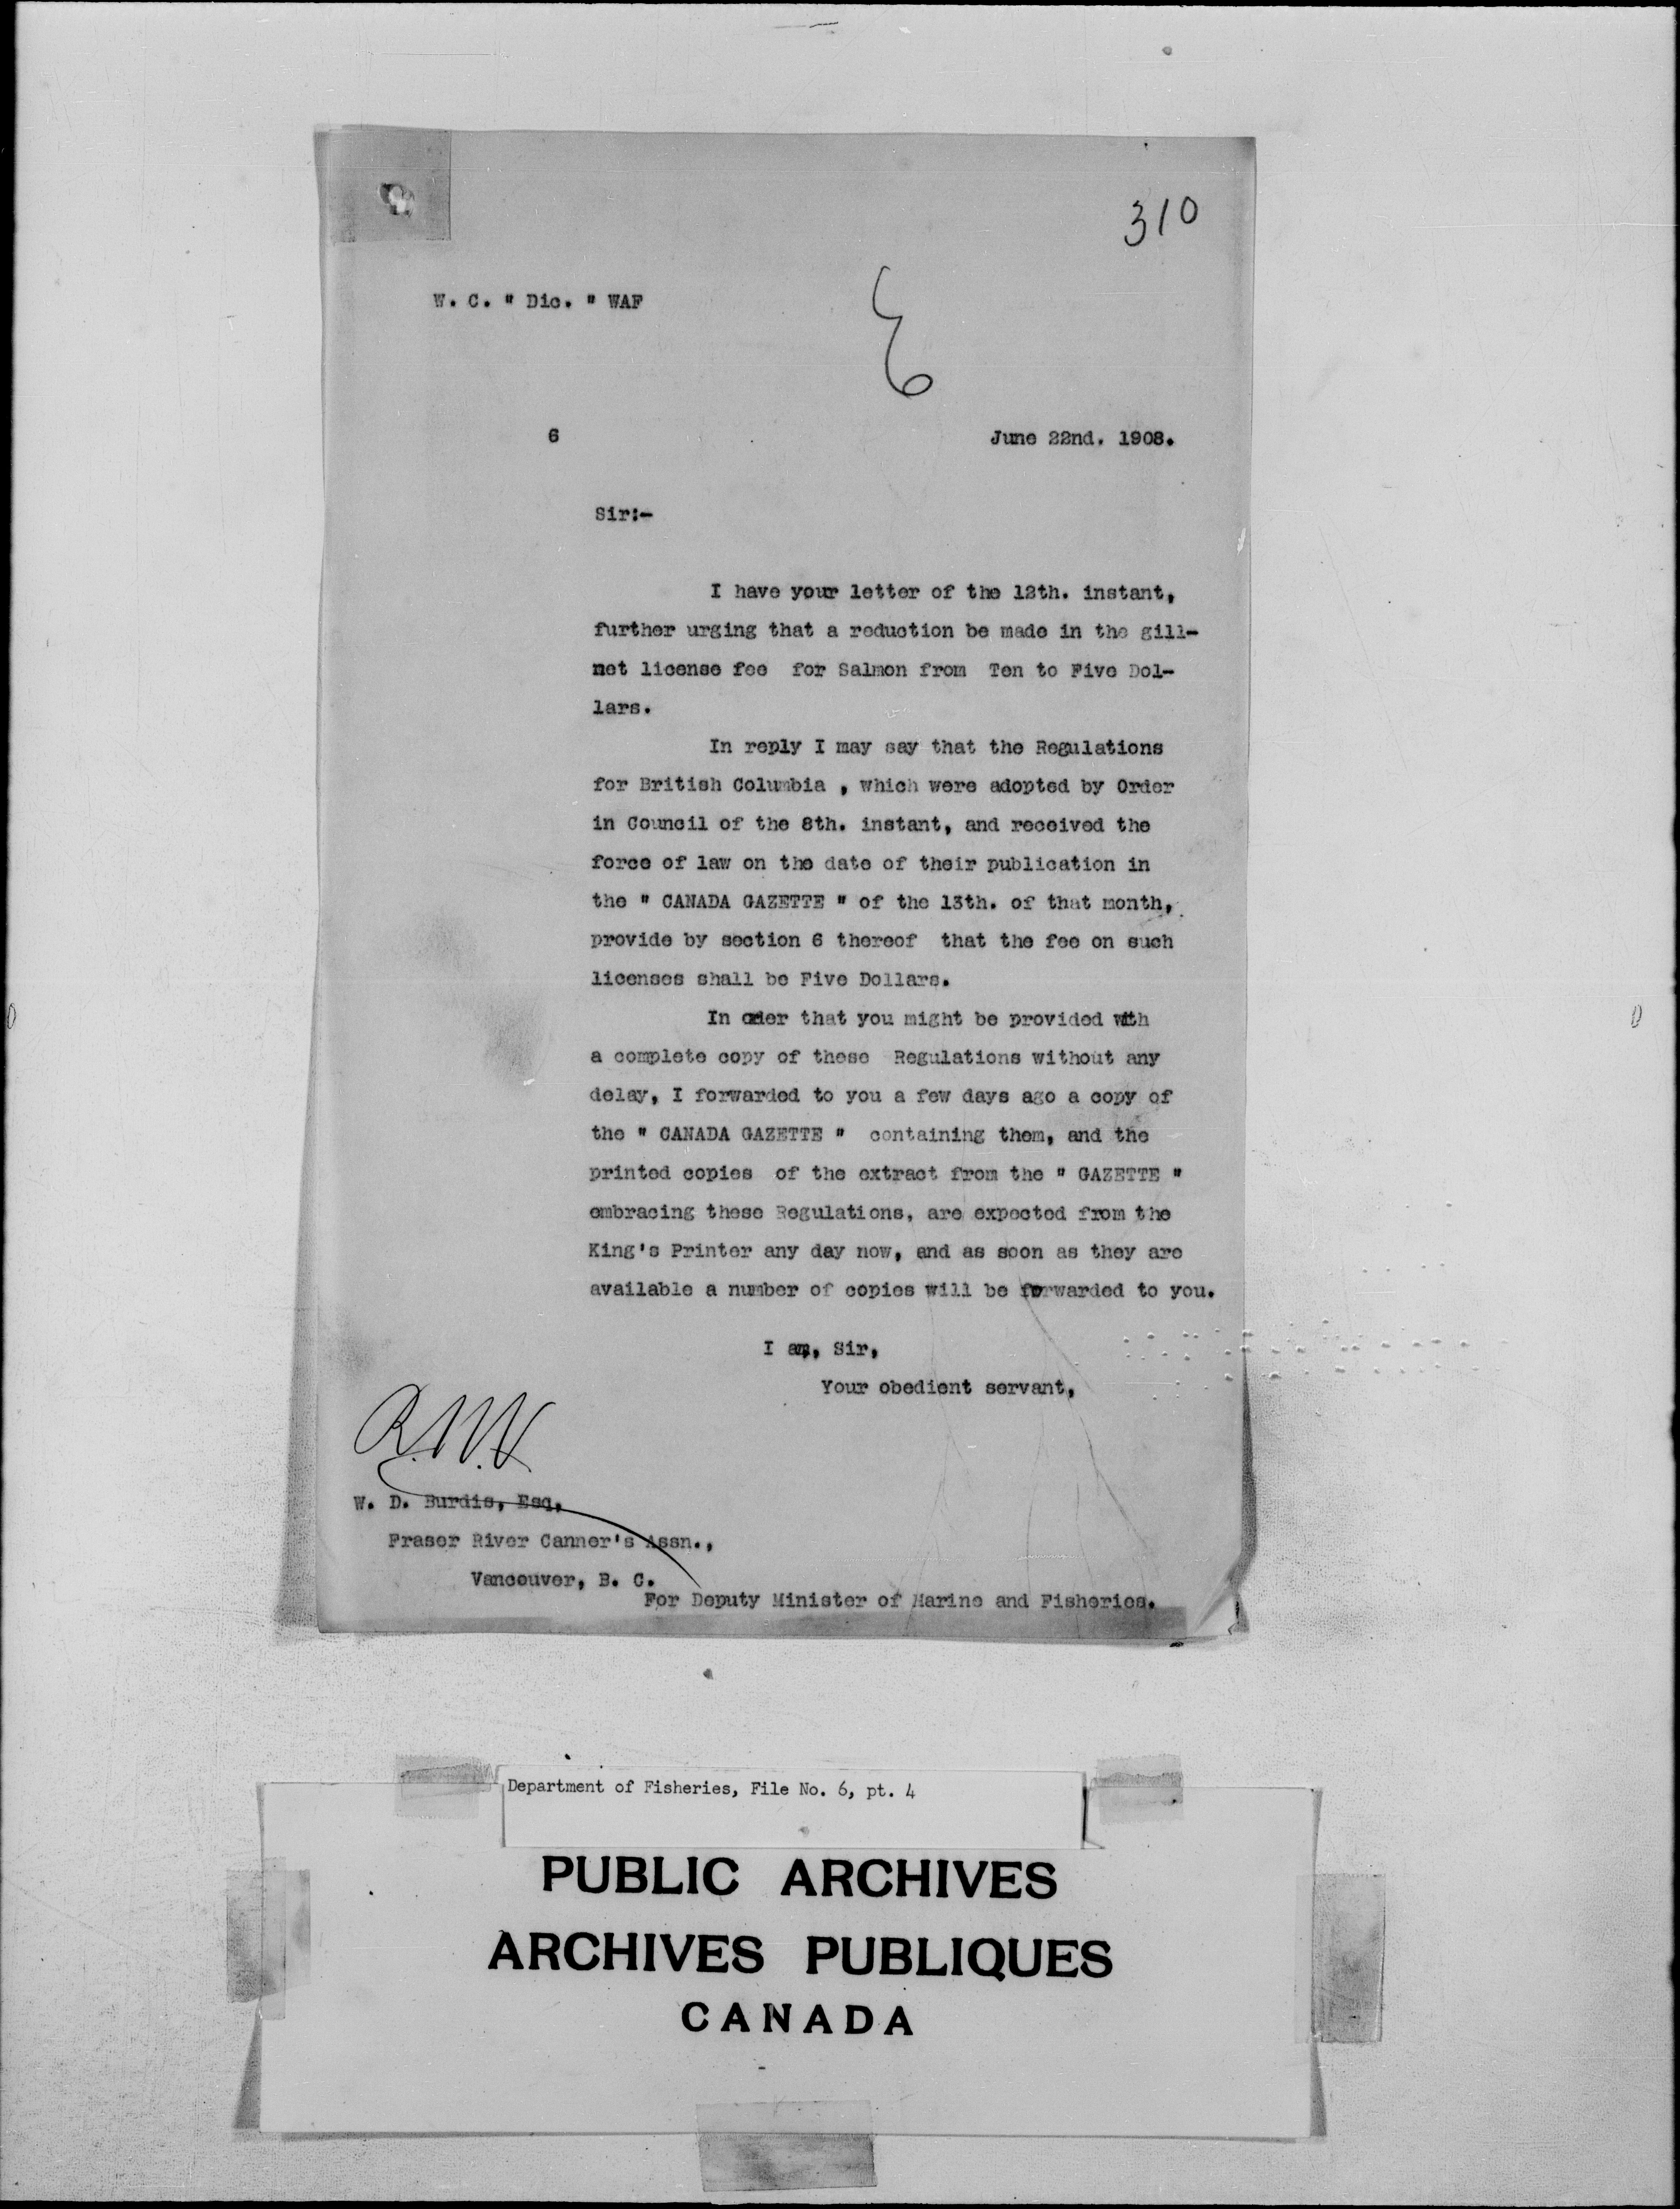 310
W. C. " Dic. " WAF
6
June 22nd. 1908.
Sir:-
I have your letter of the 12th. instant,
further urging that a reduction be made in the gill-
net license fee for Salmon from Ten to Five Dol-
lars.
In reply I may say that the Regulations
for British Columbia , which were adopted by Order
in Council of the 8th. instant, and received the
force of law on the date of their publication in
the " CANADA GAZETTE " of the 13th. of that month,
provide by section 6 thereof that the fee on such
licenses shall be Five Dollars.
In order that you might be provided with
a complete copy of these Regulations without any
delay, I forwarded to you a few days ago a copy of
the " CANADA GAZETTE " containing them, and the
printed copies of the extract from the " GAZETTE "
embracing these Regulations, are expected from the
King's Printer any day now, and as soon as they are
available a number of copies will be forwarded to you.
I am, Sir,
Your obedient servant,
W. D. Burdis, Esq,
Fraser River Canner's Assn.,
Vancouver, B. C.
For Deputy Minister of Marine and Fisheries.
Department of Fisheries, File No. 6, pt. 4
PUBLIC ARCHIVES
ARCHIVES PUBLIQUES
CANADA